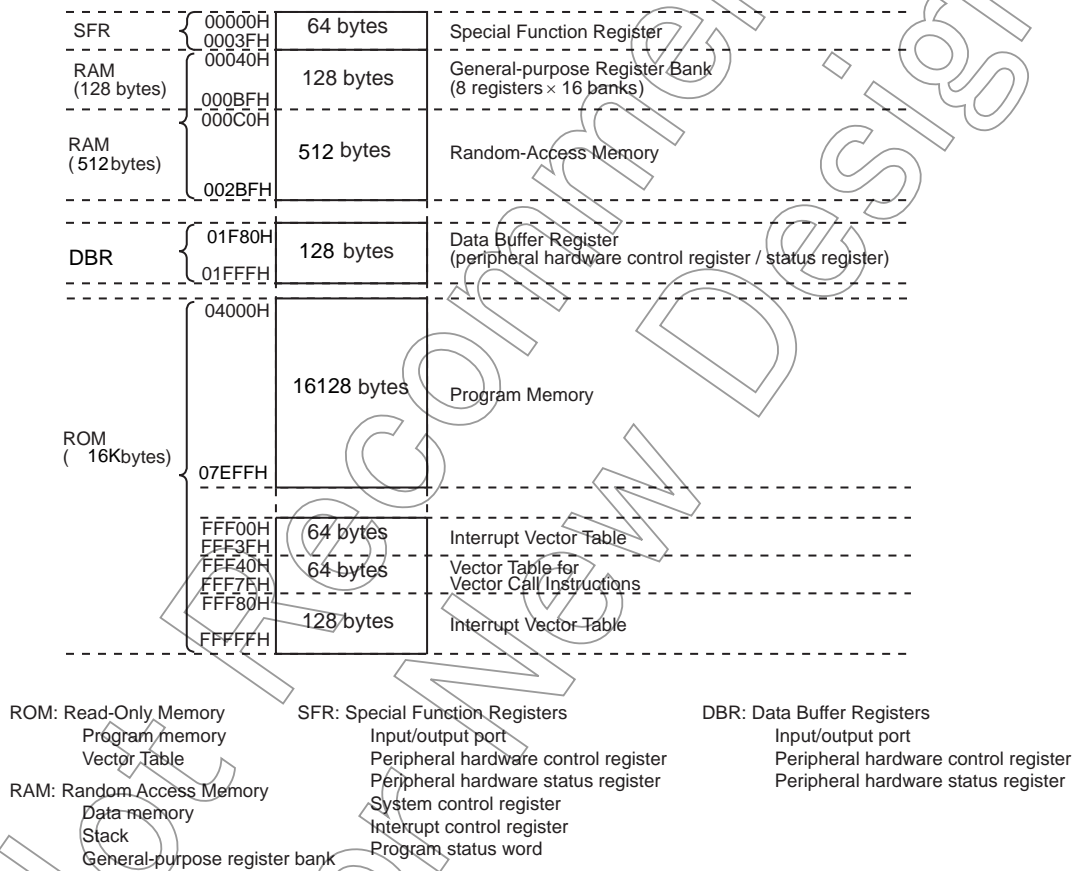 SFR
00000H
0003FH
64 bytes
Special Function Register
RAM
(128 bytes)
00040H
000BFH
128 bytes
General-purpose Register Bank
(8 registers × 16 banks)
RAM
( 512 bytes)
000C0H
002BFH
512 bytes
Random-Access Memory
DBR
01F80H
01FFFH
128 bytes
Data Buffer Register
(peripheral hardware control register / status register)
ROM
( 16Kbytes)
04000H
07EFFH
16128 bytes
Program Memory
FFF00H
FFF3FH
64 bytes
Interrupt Vector Table
FFF40H
FFF7FH
64 bytes
Vector Table for
Vector Call Instructions
FFF80H
FFFFFH
128 bytes
Interrupt Vector Table
ROM: Read-Only Memory
Program memory
Vector Table
RAM: Random Access Memory
Data memory
Stack
General-purpose register bank
SFR: Special Function Registers
Input/output port
Peripheral hardware control register
Peripheral hardware status register
System control register
Interrupt control register
Program status word
DBR: Data Buffer Registers
Input/output port
Peripheral hardware control register
Peripheral hardware status register